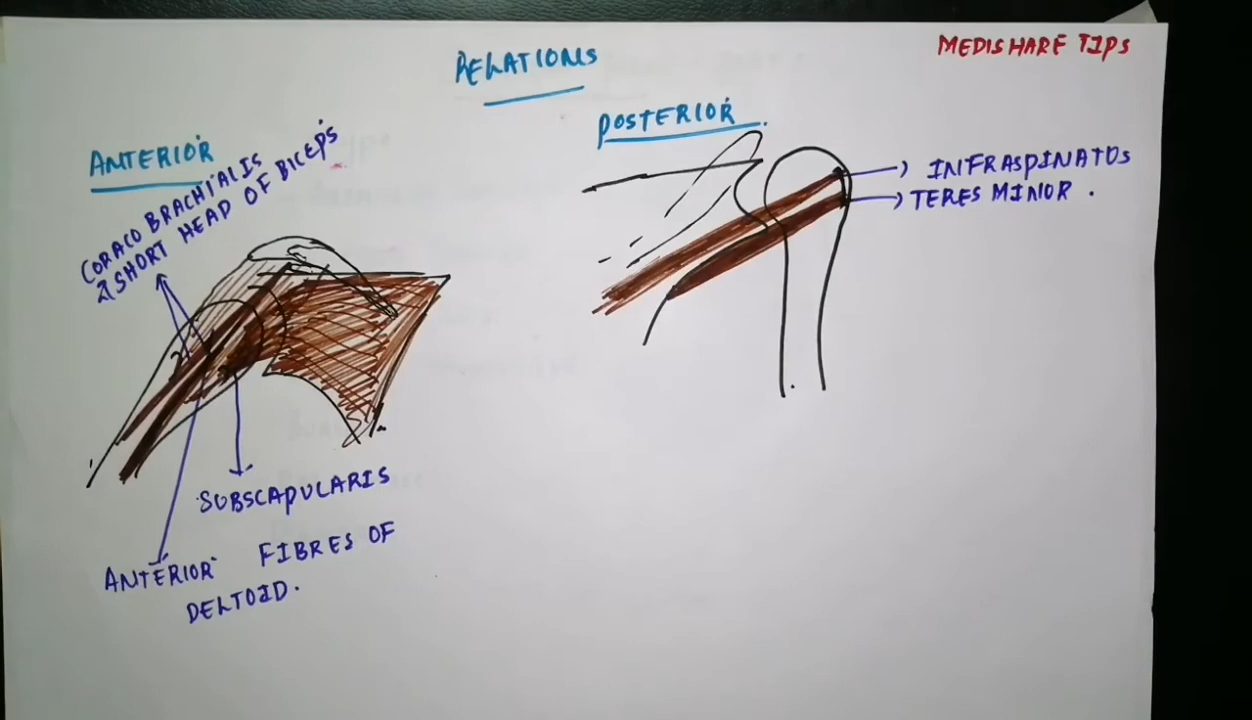 RELATIONS
MEDISHARE TIPS
ANTERIOR
CORACO BRACHIALIS
& SHORT HEAD OF BICEPS
SUBSCAPULARIS
ANTERIOR FIBRES OF
DELTOID.
POSTERIOR
INFRASPINATUS
TERES MINOR.